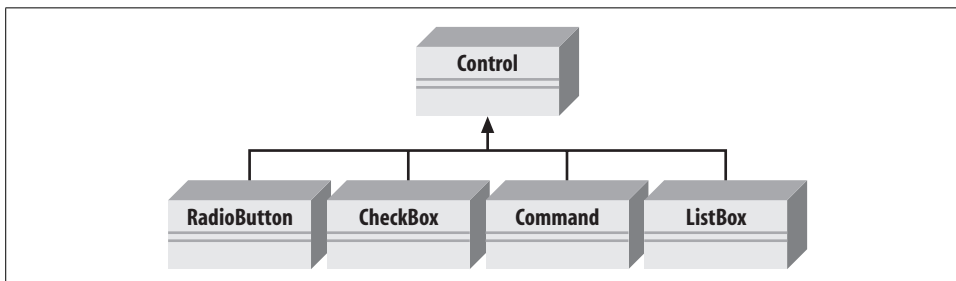 Control
RadioButton
CheckBox
Command
ListBox